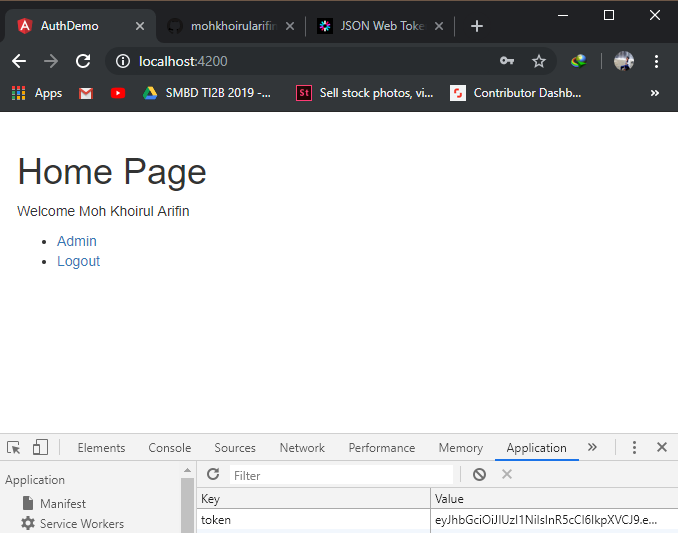 AuthDemo mohkhoirularifin JSON Web Toke
localhost:4200
Apps SMBD TI2B 2019 -... St Sell stock photos, vi... Contributor Dashb... »
Home Page
Welcome Moh Khoirul Arifin
• Admin
• Logout
Elements Console Sources Network Performance Memory Application »
Application
Filter
Manifest
Key Value
Service Workers
token eyJhbGciOiJIUzI1NiIsInR5cCI6IkpXVCJ9.e...